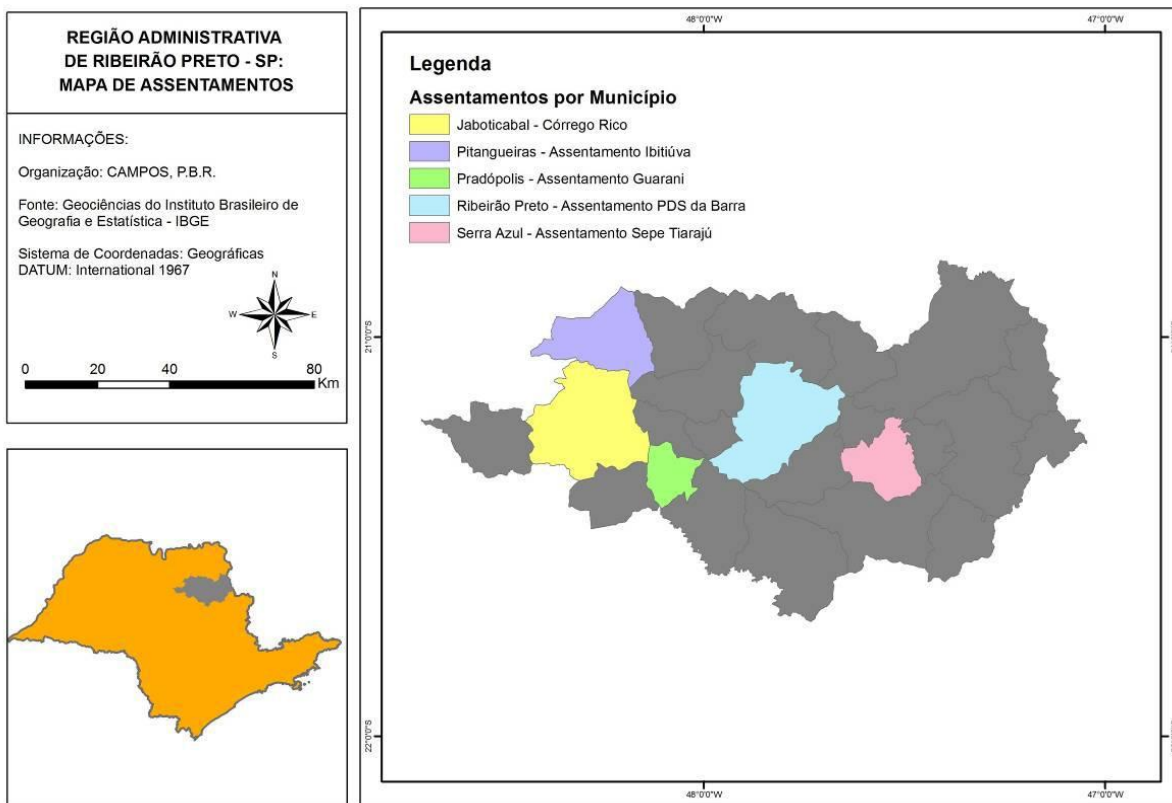 REGIÃO ADMINISTRATIVA
DE RIBEIRÃO PRETO - SP:
MAPA DE ASSENTAMENTOS
INFORMAÇÕES:
Organização: CAMPOS, P.B.R.
Fonte: Geociências do Instituto Brasileiro de
Geografia e Estatística - IBGE
Sistema de Coordenadas: Geográficas
DATUM: International 1967
N
W
E
S
0 20 40 80
Km
48°0'0"W 47°0'0"W
Legenda
Assentamentos por Município
Jaboticabal - Córrego Rico
Pitangueiras - Assentamento Ibitiúva
Pradópolis - Assentamento Guarani
Ribeirão Preto - Assentamento PDS da Barra
Serra Azul - Assentamento Sepe Tiarajú
21°0'0"S
22°0'0"S
48°0'0"W 47°0'0"W